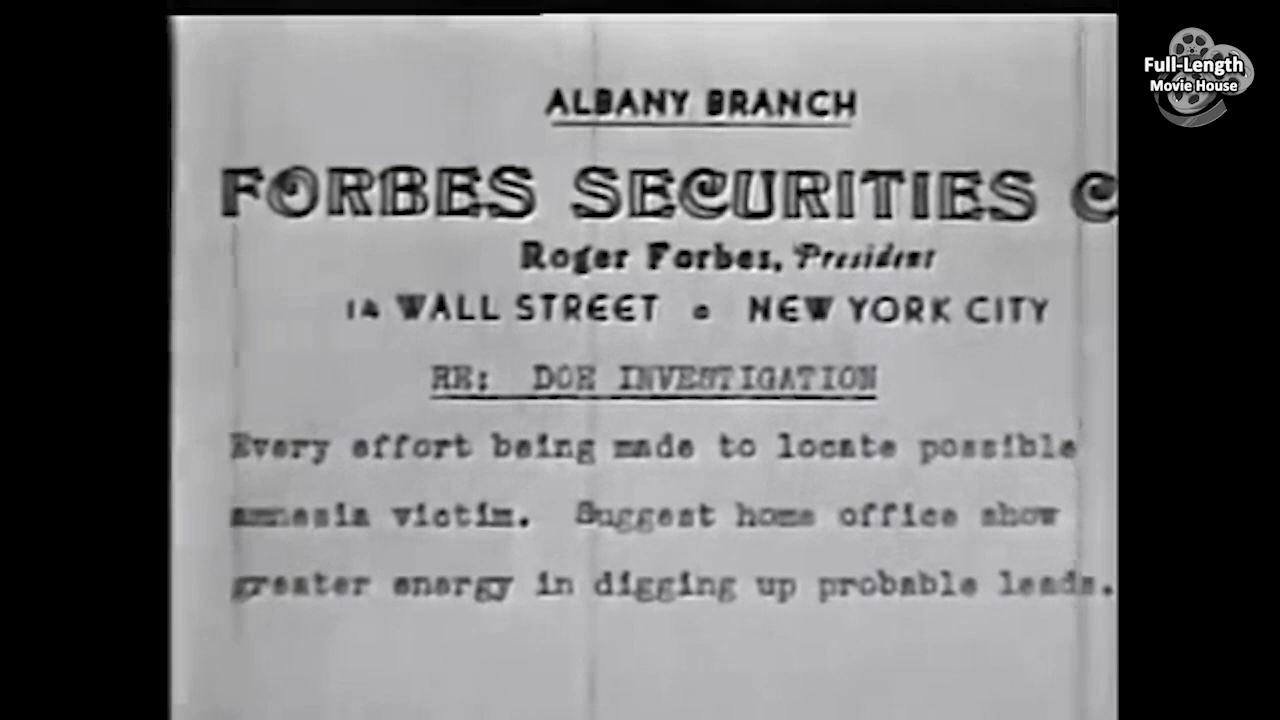 Full-Length
Movie House
ALBANY BRANCH
FORBES SECURITIES C
Roger Forbes, President
14 WALL STREET • NEW YORK CITY
RE: DOE INVESTIGATION
Every effort being made to locate possible
amnesia victim. Suggest home office show
greater energy in digging up probable leads.